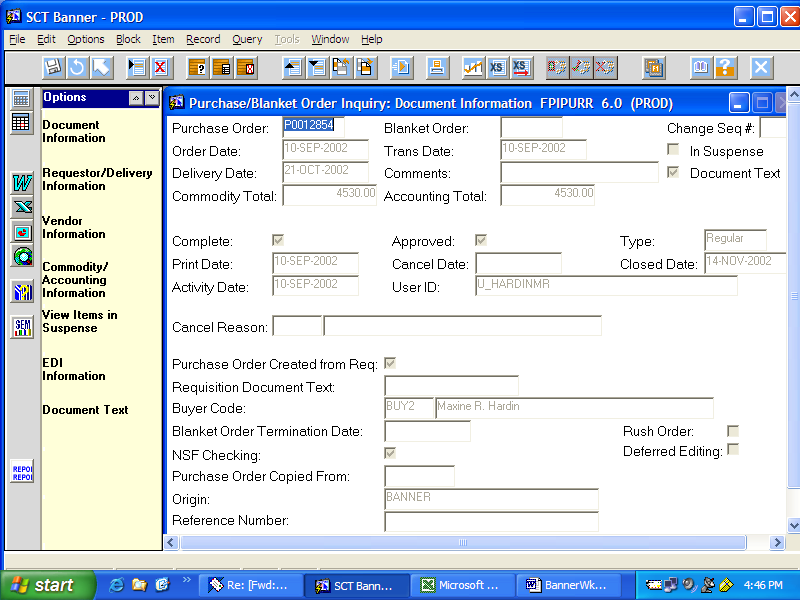 SCT Banner - PROD
File Edit Options Block Item Record Query Tools Window Help
XS XS
Options
Document
Information
Requestor/Delivery
Information
Vendor
Information
Commodity/
Accounting
Information
View Items in
Suspense
EDI
Information
Document Text
SEM
REPO
REPO
Purchase/Blanket Order Inquiry: Document Information FPIPURR 6.0 (PROD)
Purchase Order: P0012854 Blanket Order: Change Seq #:
Order Date: 10-SEP-2002 Trans Date: 10-SEP-2002 In Suspense
Delivery Date: 21-OCT-2002 Comments: Document Text
Commodity Total: 4530.00 Accounting Total: 4530.00
Complete: Approved: Type: Regular
Print Date: 10-SEP-2002 Cancel Date: Closed Date: 14-NOV-2002
Activity Date: 10-SEP-2002 User ID: U_HARDINMR
Cancel Reason:
Purchase Order Created from Req:
Requisition Document Text:
Buyer Code: BUY2 Maxine R. Hardin
Blanket Order Termination Date: Rush Order:
NSF Checking: Deferred Editing:
Purchase Order Copied From:
Origin: BANNER
Reference Number:
start Re: [Fwd:... SCT Bann... Microsoft ... BannerWk... 4:46 PM